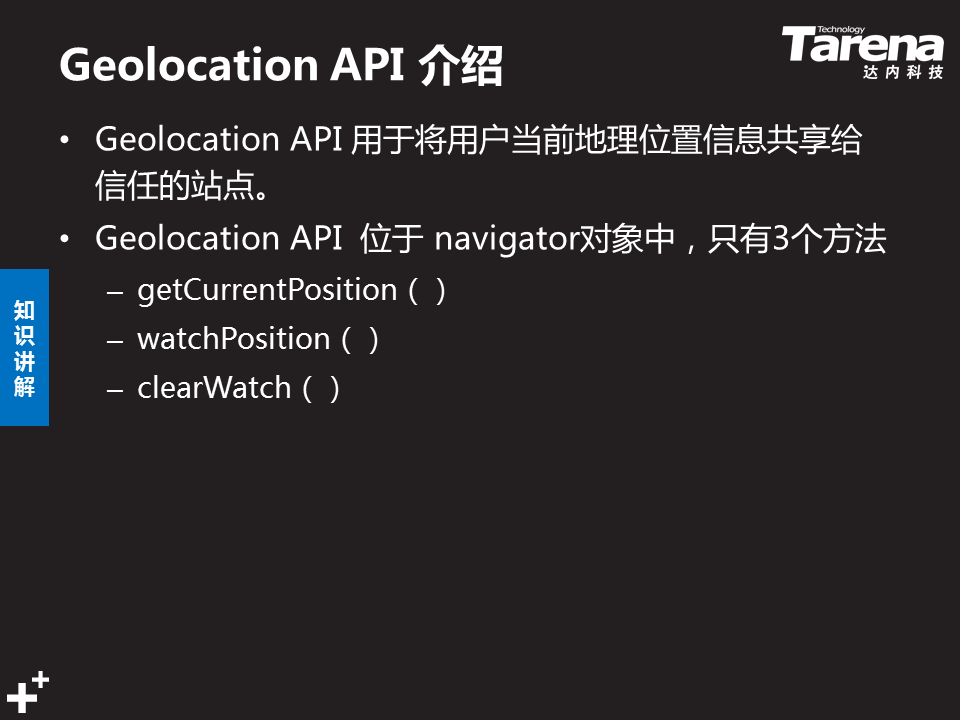 Geolocation API 介绍
Technology
Tarena
达内科技
• Geolocation API 用于将用户当前地理位置信息共享给
信任的站点。
• Geolocation API 位于 navigator对象中，只有3个方法
– getCurrentPosition（）
– watchPosition（）
– clearWatch（）
知识讲解